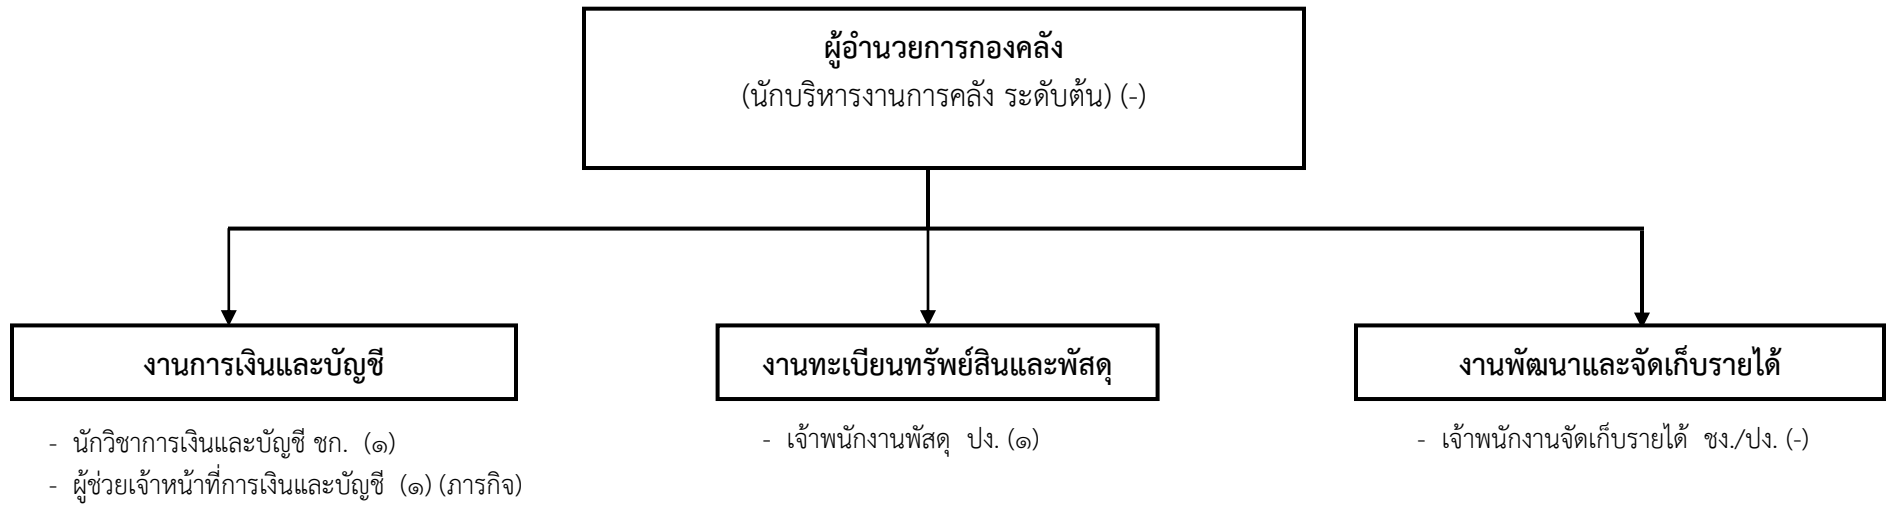 ผู้อำนวยการกองคลัง
(นักบริหารงานการคลัง ระดับต้น) (-)
งานการเงินและบัญชี
- นักวิชาการเงินและบัญชี ชก. (๑)
- ผู้ช่วยเจ้าหน้าที่การเงินและบัญชี (๑) (ภารกิจ)
งานทะเบียนทรัพย์สินและพัสดุ
- เจ้าพนักงานพัสดุ ปง. (๑)
งานพัฒนาและจัดเก็บรายได้
- เจ้าพนักงานจัดเก็บรายได้ ชง./ปง. (-)